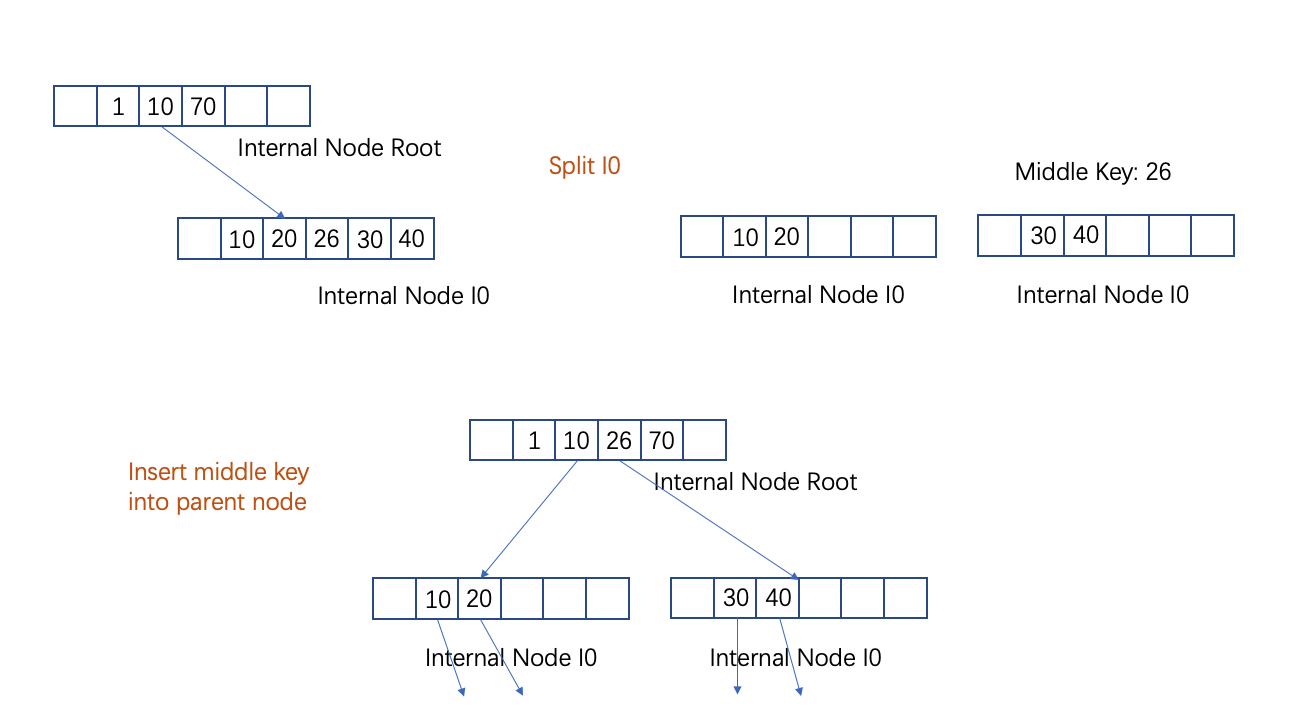 1 10 70
Internal Node Root
Split I0
Middle Key: 26
10 20 26 30 40
10 20
30 40
Internal Node I0
Internal Node I0
Internal Node I0
1 10 26 70
Internal Node Root
Insert middle key
into parent node
10 20
30 40
Internal Node I0
Internal Node I0